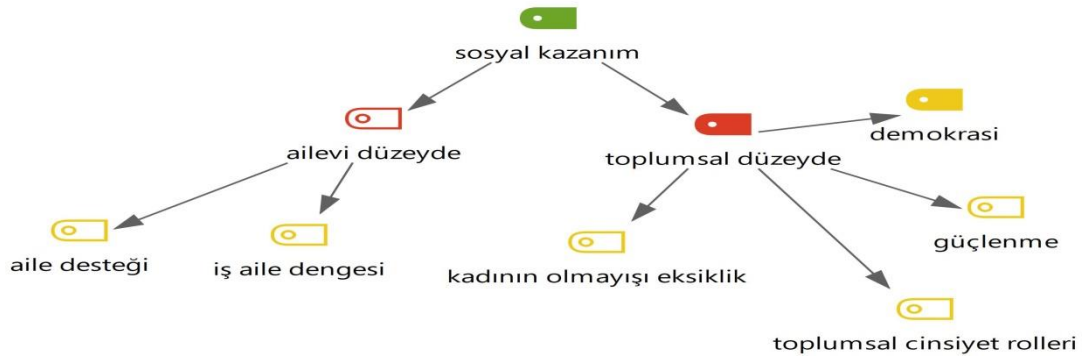 sosyal kazanım
ailevi düzeyde
toplumsal düzeyde
demokrasi
aile desteği
iş aile dengesi
kadının olmayışı eksiklik
güçlenme
toplumsal cinsiyet rolleri